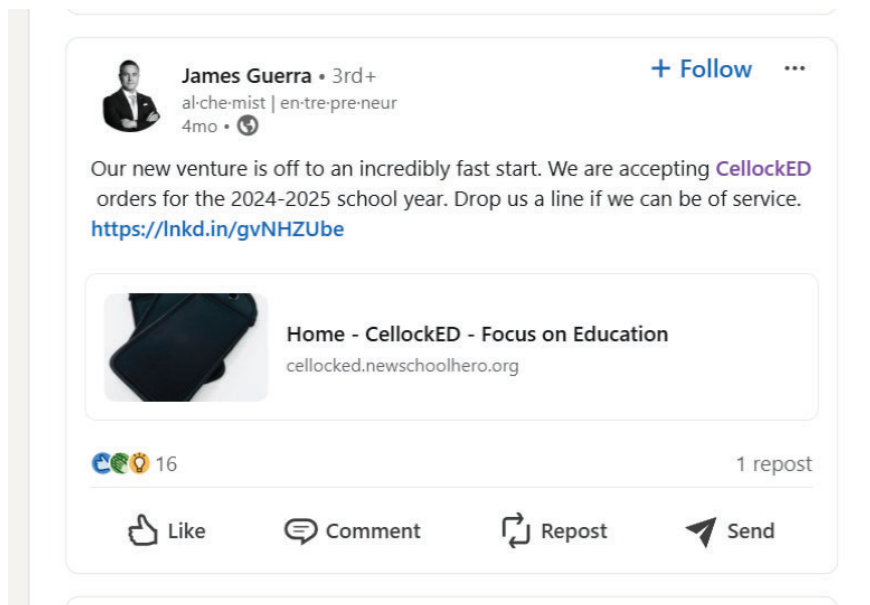 James Guerra • 3rd+
+ Follow ...
al·che·mist | en·tre·pre·neur
4mo •
Our new venture is off to an incredibly fast start. We are accepting CellockED
orders for the 2024-2025 school year. Drop us a line if we can be of service.
https://lnkd.in/gvNHZUbe
Home - CellockED - Focus on Education
cellocked.newschoolhero.org
16
1 repost
Like Comment Repost Send